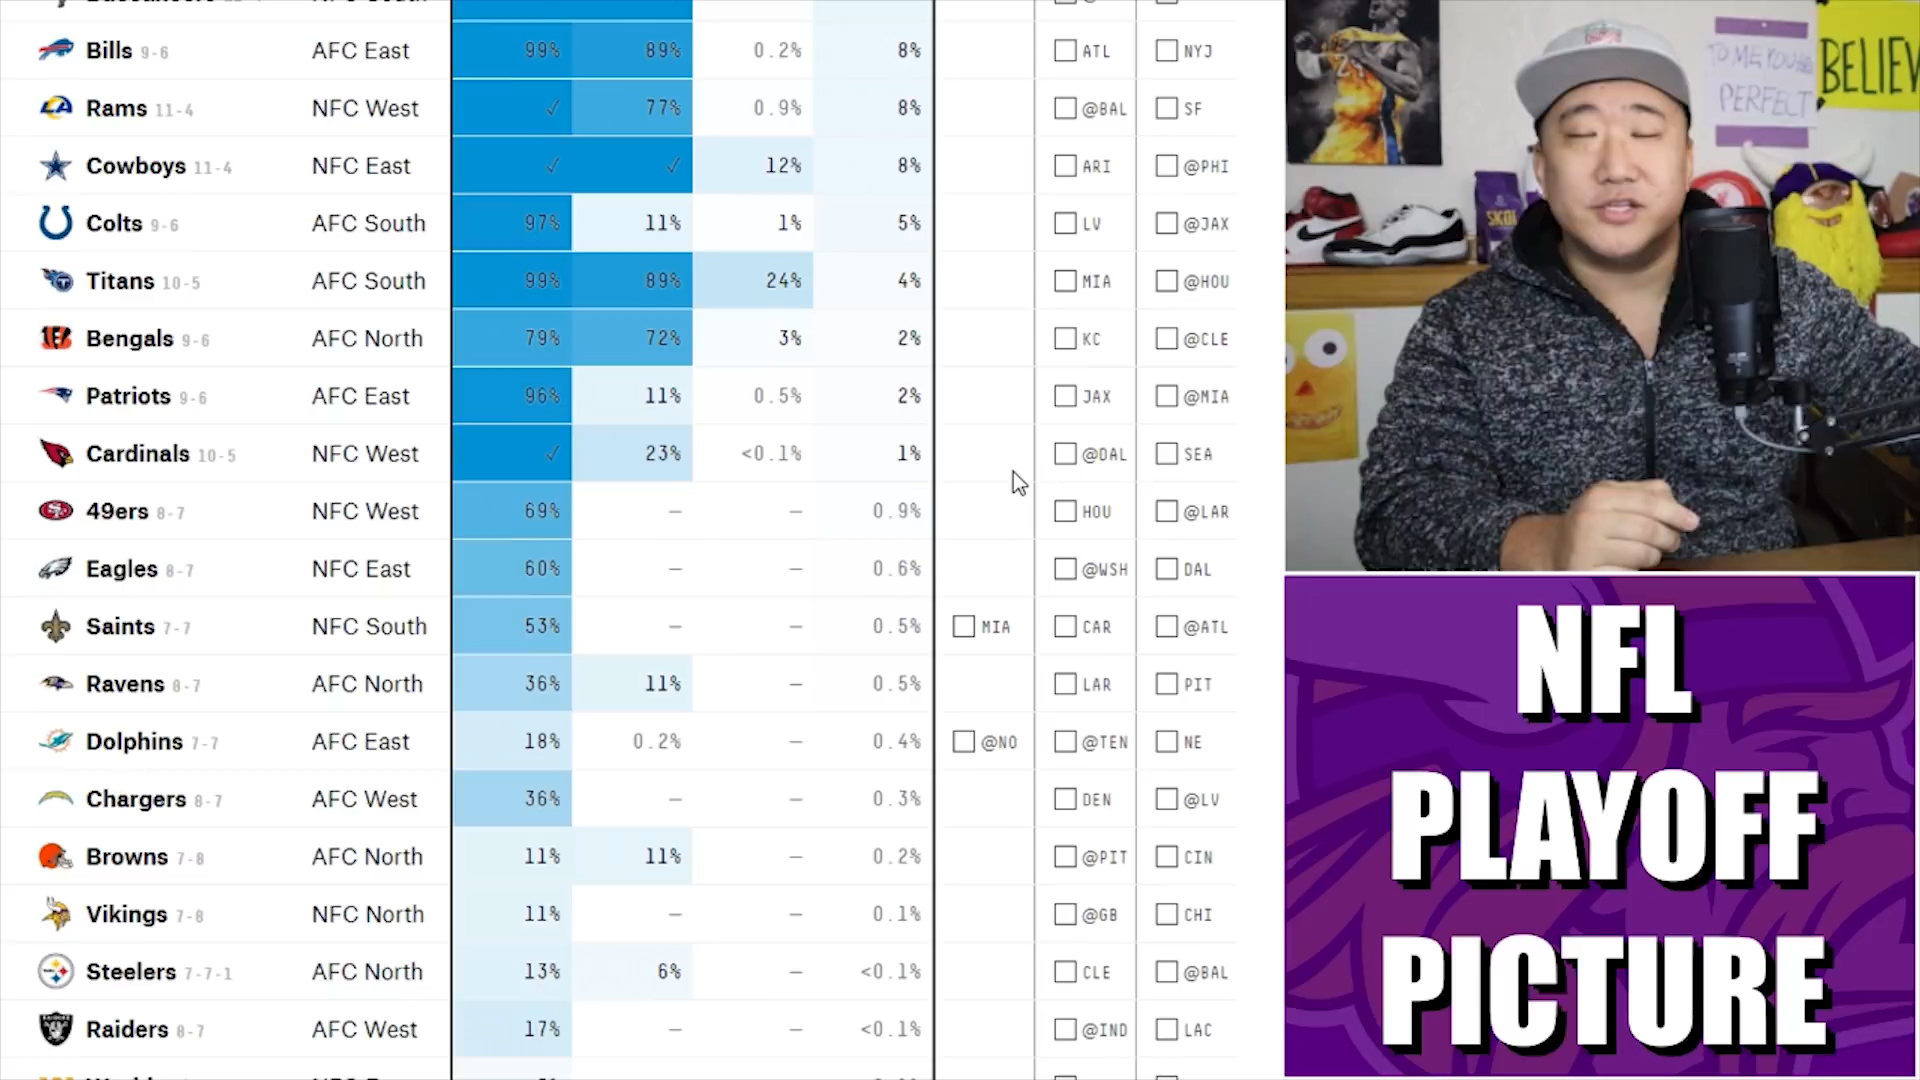 Bills 9-6 AFC East 99% 89% 0.2% 8% ATL NYJ
Rams 11-4 NFC West ✓ 77% 0.9% 8% @BAL SF
Cowboys 11-4 NFC East ✓ ✓ 12% 8% ARI @PHI
Colts 9-6 AFC South 97% 11% 1% 5% LV @JAX
Titans 10-5 AFC South 99% 89% 24% 4% MIA @HOU
Bengals 9-6 AFC North 79% 72% 3% 2% KC @CLE
Patriots 9-6 AFC East 96% 11% 0.5% 2% JAX @MIA
Cardinals 10-5 NFC West ✓ 23% <0.1% 1% @DAL SEA
49ers 8-7 NFC West 69% — — 0.9% HOU @LAR
Eagles 8-7 NFC East 60% — — 0.6% @WSH DAL
Saints 7-7 NFC South 53% — — 0.5% MIA CAR @ATL
Ravens 8-7 AFC North 36% 11% — 0.5% LAR PIT
Dolphins 7-7 AFC East 18% 0.2% — 0.4% @NO @TEN NE
Chargers 8-7 AFC West 36% — — 0.3% DEN @LV
Browns 7-8 AFC North 11% 11% — 0.2% @PIT CIN
Vikings 7-8 NFC North 11% — — 0.1% @GB CHI
Steelers 7-7-1 AFC North 13% 6% — <0.1% CLE @BAL
Raiders 8-7 AFC West 17% — — <0.1% @IND LAC
TO ME YOU
PERFECT
BELIEV
SKOL
24
NFL
PLAYOFF
PICTURE